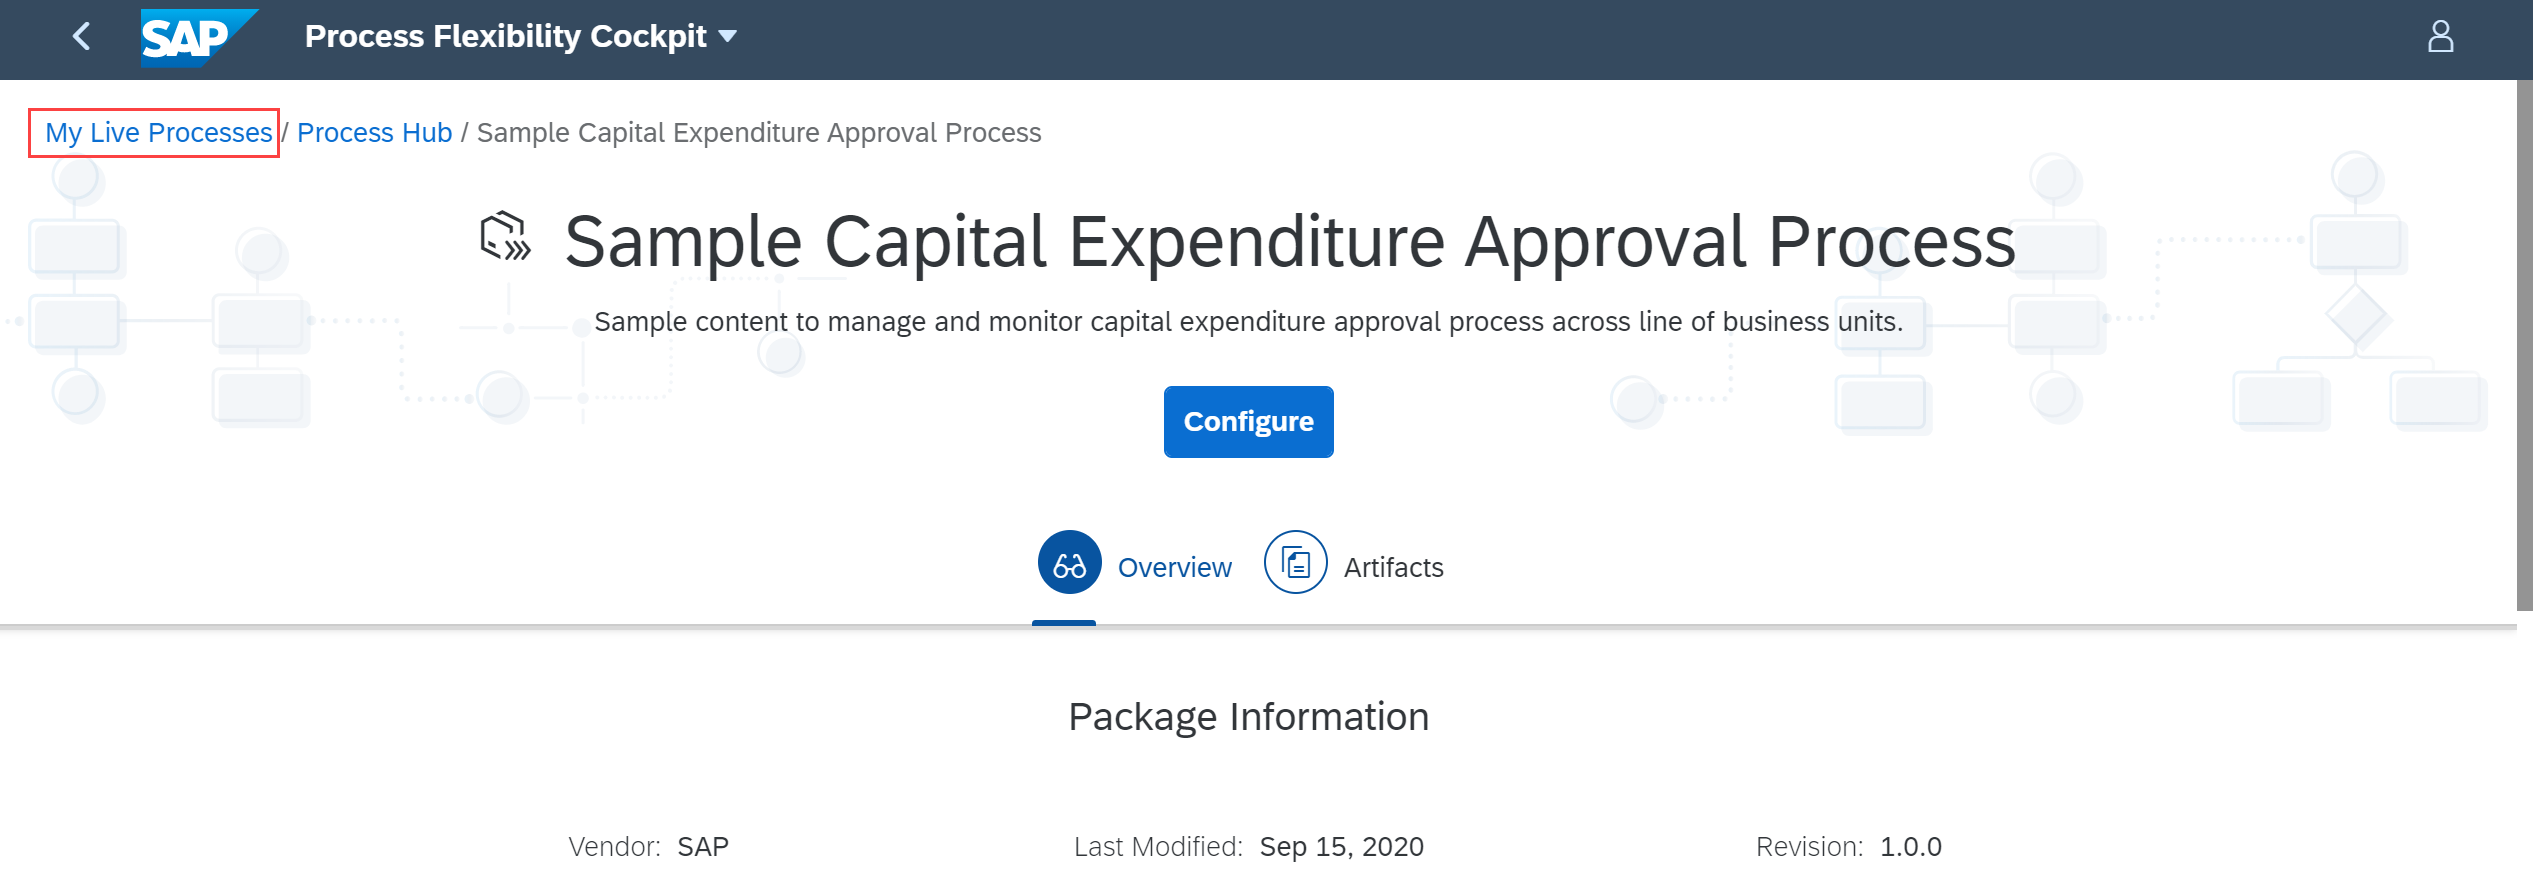 SAP Process Flexibility Cockpit
My Live Processes / Process Hub / Sample Capital Expenditure Approval Process
Sample Capital Expenditure Approval Process
Sample content to manage and monitor capital expenditure approval process across line of business units.
Configure
Overview Artifacts
Package Information
Vendor: SAP Last Modified: Sep 15, 2020 Revision: 1.0.0